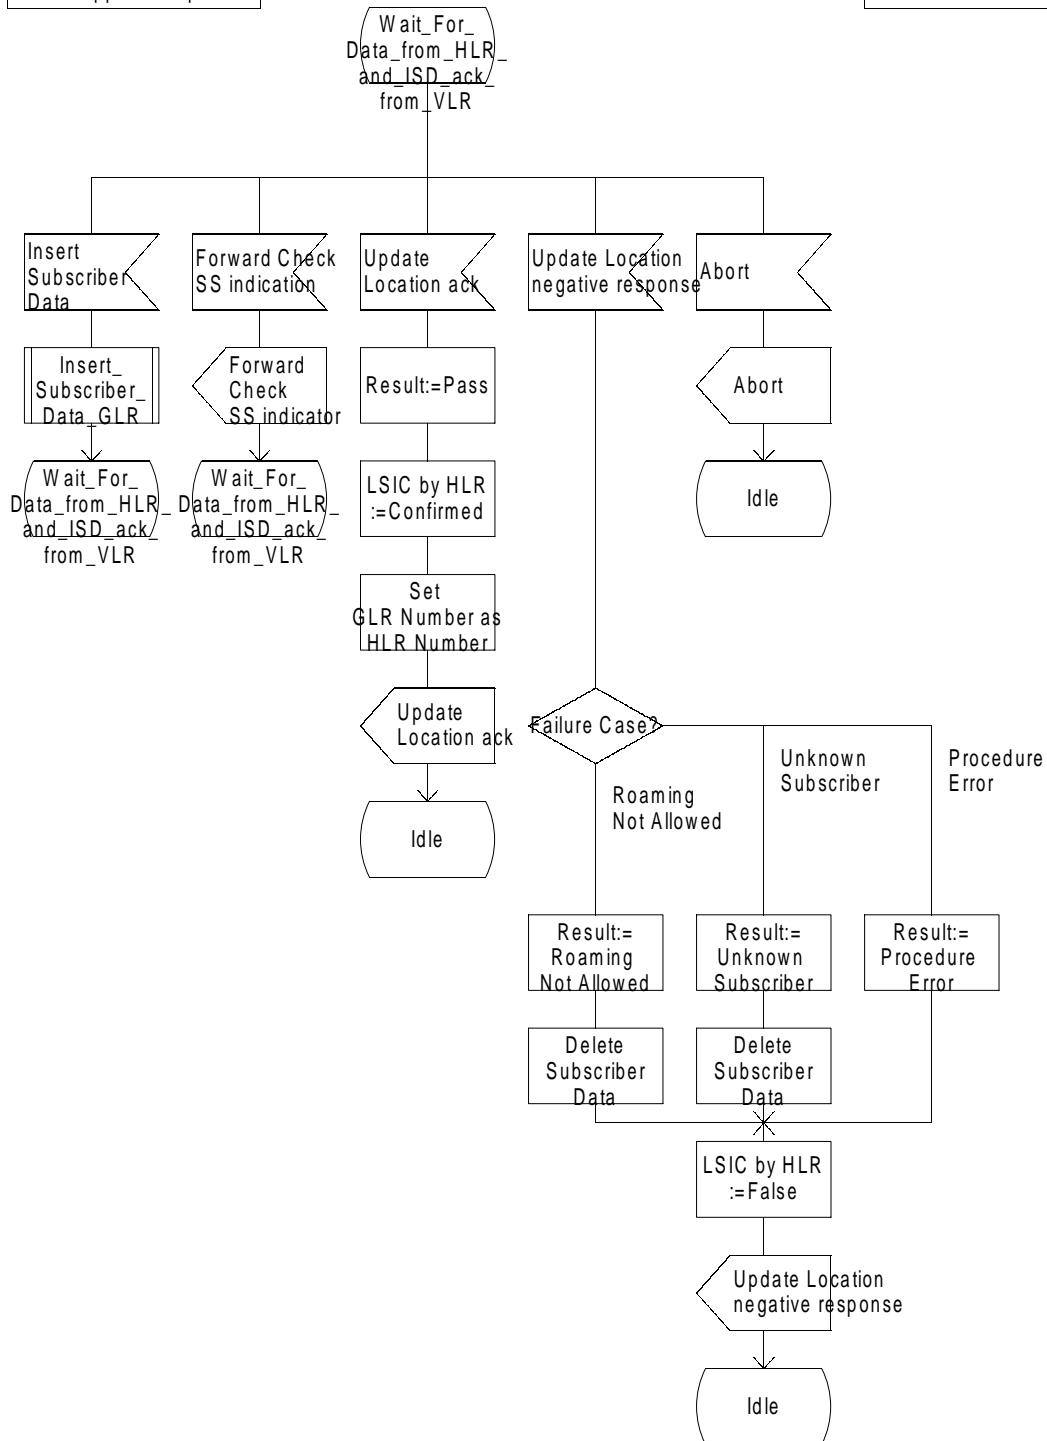 Wait_For_
Data_from_HLR_
and_ISD_ack_
from_VLR
Insert
Subscriber
Data
Forward Check
SS indication
Update
Location ack
Update Location
negative response
Abort
Insert_
Subscriber_
Data_GLR
Forward
Check
SS indicator
Result:=Pass
Abort
Wait_For_
Data_from_HLR_
and_ISD_ack_
from_VLR
Wait_For_
Data_from_HLR_
and_ISD_ack_
from_VLR
LSIC by HLR
:=Confirmed
Idle
Set
GLR Number as
HLR Number
Update
Location ack
Failure Case?
Unknown
Subscriber
Procedure
Error
Roaming
Not Allowed
Idle
Result:=
Roaming
Not Allowed
Result:=
Unknown
Subscriber
Result:=
Procedure
Error
Delete
Subscriber
Data
Delete
Subscriber
Data
LSIC by HLR
:=False
Update Location
negative response
Idle